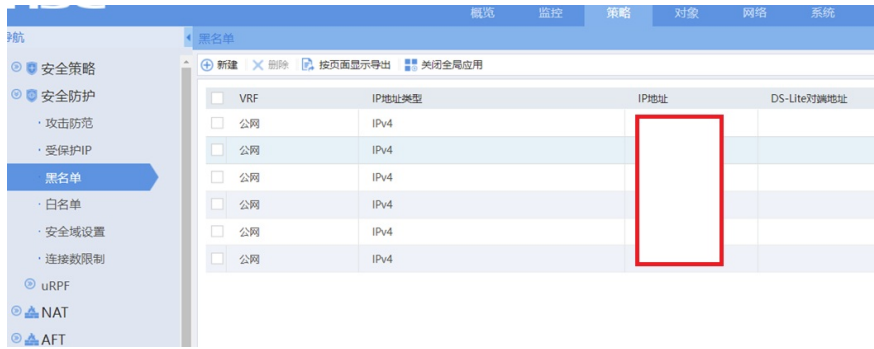 概览 监控 策略 对象 网络 系统
航 黑名单
安全策略
安全防护
攻击防范
受保护IP
黑名单
白名单
安全域设置
连接数限制
uRPF
NAT
AFT
新建 删除 按页面显示导出 关闭全局应用
VRF IP地址类型 IP地址 DS-Lite对端地址
公网 IPv4
公网 IPv4
公网 IPv4
公网 IPv4
公网 IPv4
公网 IPv4